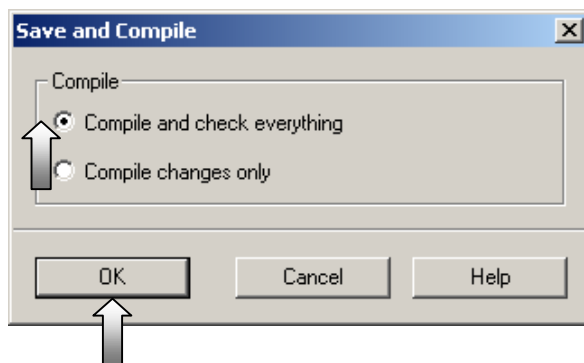 Save and Compile
Compile
Compile and check everything
Compile changes only
OK Cancel Help